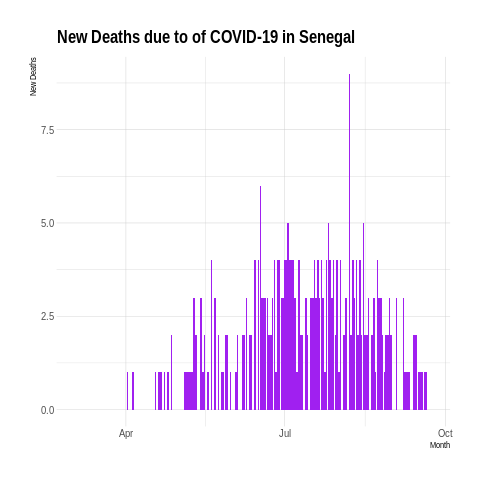 New Deaths due to of COVID-19 in Senegal
New Deaths
7.5
5.0
2.5
0.0
Apr
Jul
Oct
Month